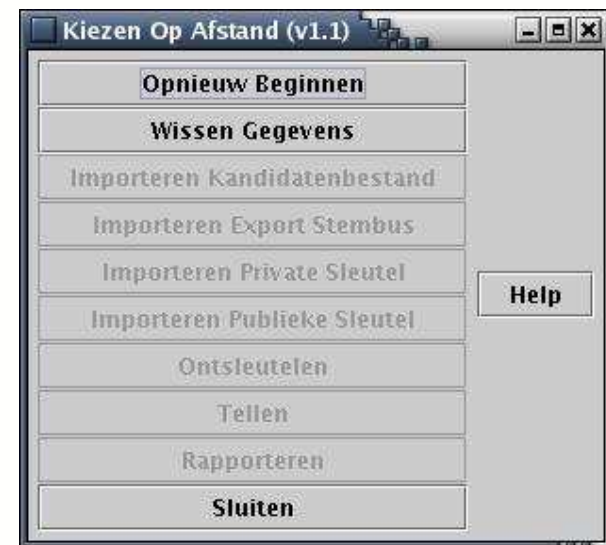 Kiezen Op Afstand (v1.1)
Opnieuw Beginnen
Wissen Gegevens
Importeren Kandidatenbestand
Importeren Export Stembus
Importeren Private Sleutel
Importeren Publieke Sleutel
Ontsleutelen
Tellen
Rapporteren
Sluiten
Help